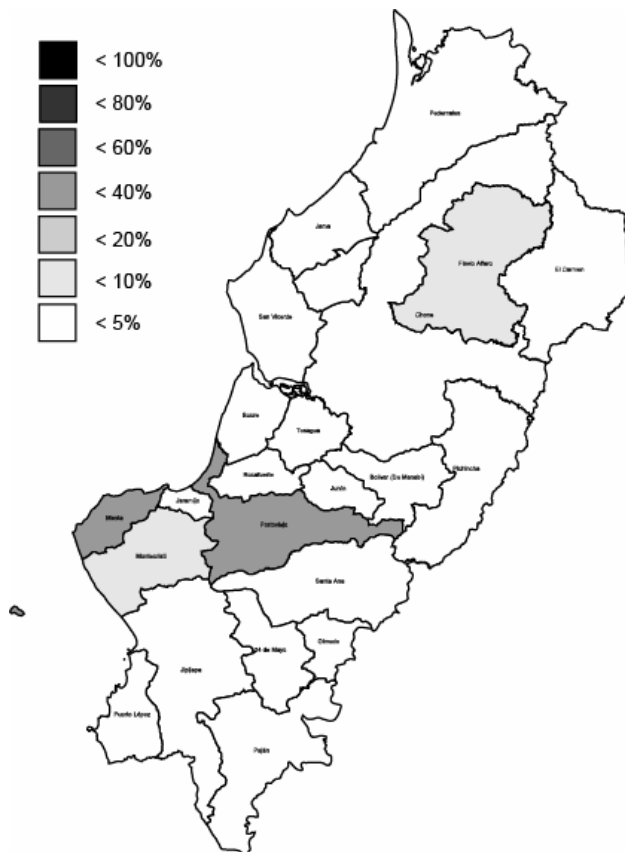 < 100%
< 80%
< 60%
< 40%
< 20%
< 10%
< 5%
Pedernales
Jama
Flavio Alfaro
El Carmen
San Vicente
Chone
Sucre
Tosagua
Rocafuerte
Junín
Bolívar (De Manabí)
Pichincha
Manta
Jaramijó
Portoviejo
Montecristi
Santa Ana
24 de Mayo
Olmedo
Jipijapa
Puerto López
Paján